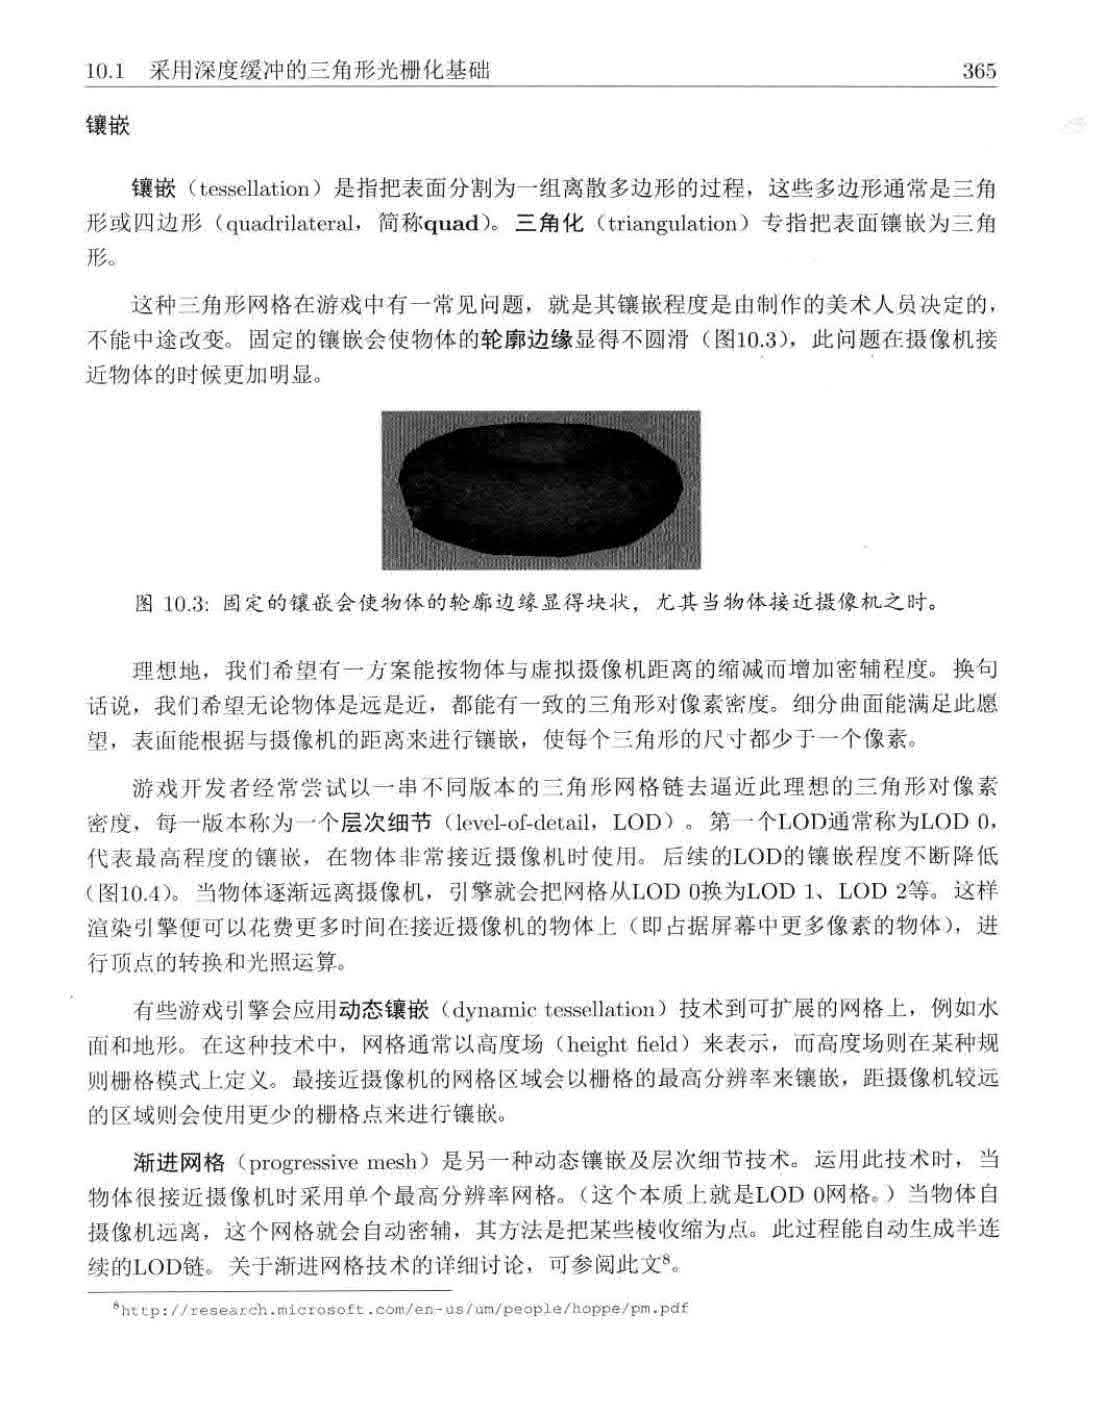 10.1 采用深度缓冲的三角形光栅化基础 365
镶嵌
镶嵌（tessellation）是指把表面分割为一组离散多边形的过程，这些多边形通常是三角
形或四边形（quadrilateral，简称quad）。三角化（triangulation）专指把表面镶嵌为三角
形。
这种三角形网格在游戏中有一常见问题，就是其镶嵌程度是由制作的美术人员决定的，
不能中途改变。固定的镶嵌会使物体的轮廓边缘显得不圆滑（图10.3），此问题在摄像机接
近物体的时候更加明显。
图 10.3: 固定的镶嵌会使物体的轮廓边缘显得块状，尤其当物体接近摄像机之时。
理想地，我们希望有一方案能按物体与虚拟摄像机距离的缩减而增加密辅程度。换句
话说，我们希望无论物体是远是近，都能有一致的三角形对像素密度。细分曲面能满足此愿
望，表面能根据与摄像机的距离来进行镶嵌，使每个三角形的尺寸都少于一个像素。
游戏开发者经常尝试以一串不同版本的三角形网格链去逼近此理想的三角形对像素
密度，每一版本称为一个层次细节（level-of-detail，LOD）。第一个LOD通常称为LOD 0，
代表最高程度的镶嵌，在物体非常接近摄像机时使用。后续的LOD的镶嵌程度不断降低
（图10.4）。当物体逐渐远离摄像机，引擎就会把网格从LOD 0换为LOD 1、LOD 2等。这样
渲染引擎便可以花费更多时间在接近摄像机的物体上（即占据屏幕中更多像素的物体），进
行顶点的转换和光照运算。
有些游戏引擎会应用动态镶嵌（dynamic tessellation）技术到可扩展的网格上，例如水
面和地形。在这种技术中，网格通常以高度场（height field）来表示，而高度场则在某种规
则栅格模式上定义。最接近摄像机的网格区域会以栅格的最高分辨率来镶嵌，距摄像机较远
的区域则会使用更少的栅格点来进行镶嵌。
渐进网格（progressive mesh）是另一种动态镶嵌及层次细节技术。运用此技术时，当
物体很接近摄像机时采用单个最高分辨率网格。（这个本质上就是LOD 0网格。）当物体自
摄像机远离，这个网格就会自动密辅，其方法是把某些棱收缩为点。此过程能自动生成半连
续的LOD链。关于渐进网格技术的详细讨论，可参阅此文8。
8http://research.microsoft.com/en-us/um/people/hoppe/pm.pdf